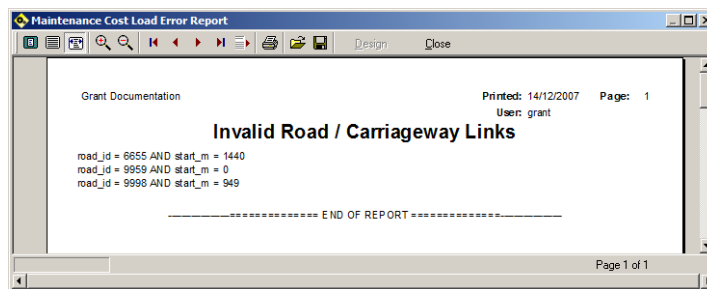 Maintenance Cost Load Error Report
Design Close
Grant Documentation Printed: 14/12/2007 Page: 1
User: grant
Invalid Road / Carriageway Links
road_id = 6655 AND start_m = 1440
road_id = 9959 AND start_m = 0
road_id = 9998 AND start_m = 949
---------------============== END OF REPORT ==============---------------
Page 1 of 1